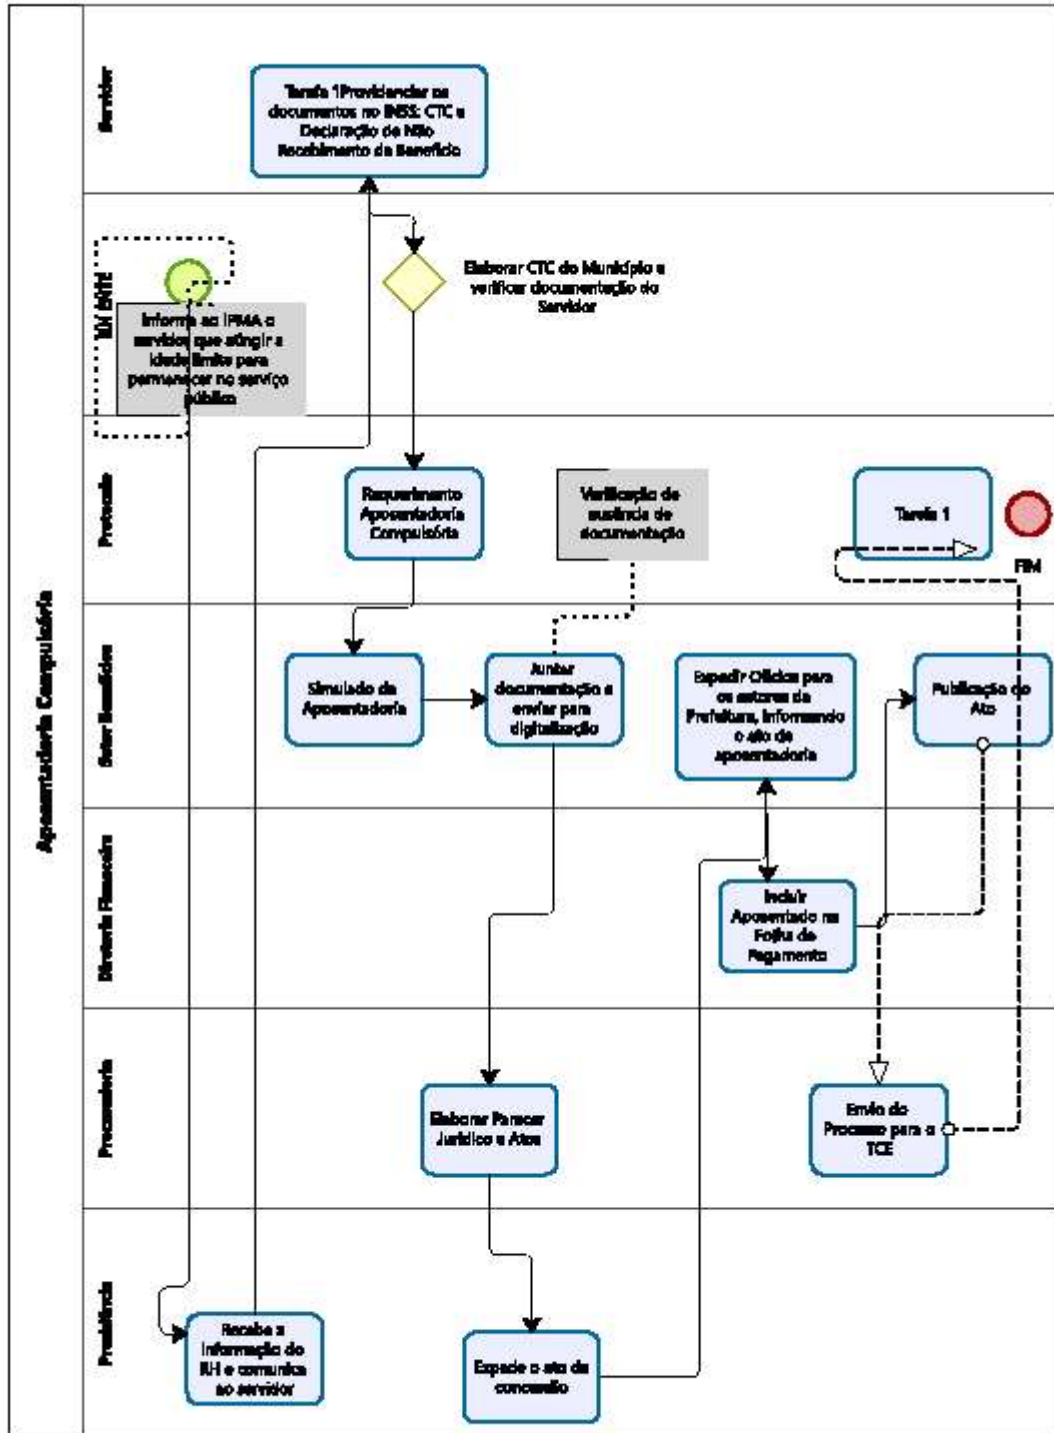 Aposentadoria Compulsória
Servidor
Tarefa 1Providenciar os
documentos no INSS: CTC e
Declaração de Não
Recebimento de Benefício
RH ENTE
Informa ao IPMA o
servidor que atingir a
idade limite para
permanecer no serviço
público
Elaborar CTC do Município e
verificar documentação do
Servidor
Protocolo
Requerimento
Aposentadoria
Compulsória
Verificação de
ausência de
documentação
Tarefa 1
FIM
Setor Benefícios
Simulado de
Aposentadoria
Juntar
documentação e
enviar para
digitalização
Expedir Ofícios para
os setores da
Prefeitura, informando
o ato de
aposentadoria
Publicação do
Ato
Diretoria Financeira
Incluir
Aposentado na
Folha de
Pagamento
Procuradoria
Elaborar Parecer
Jurídico e Atos
Envio do
Processo para o
TCE
Presidência
Recebe a
informação do
RH e comunica
ao servidor
Expede o ato de
concessão